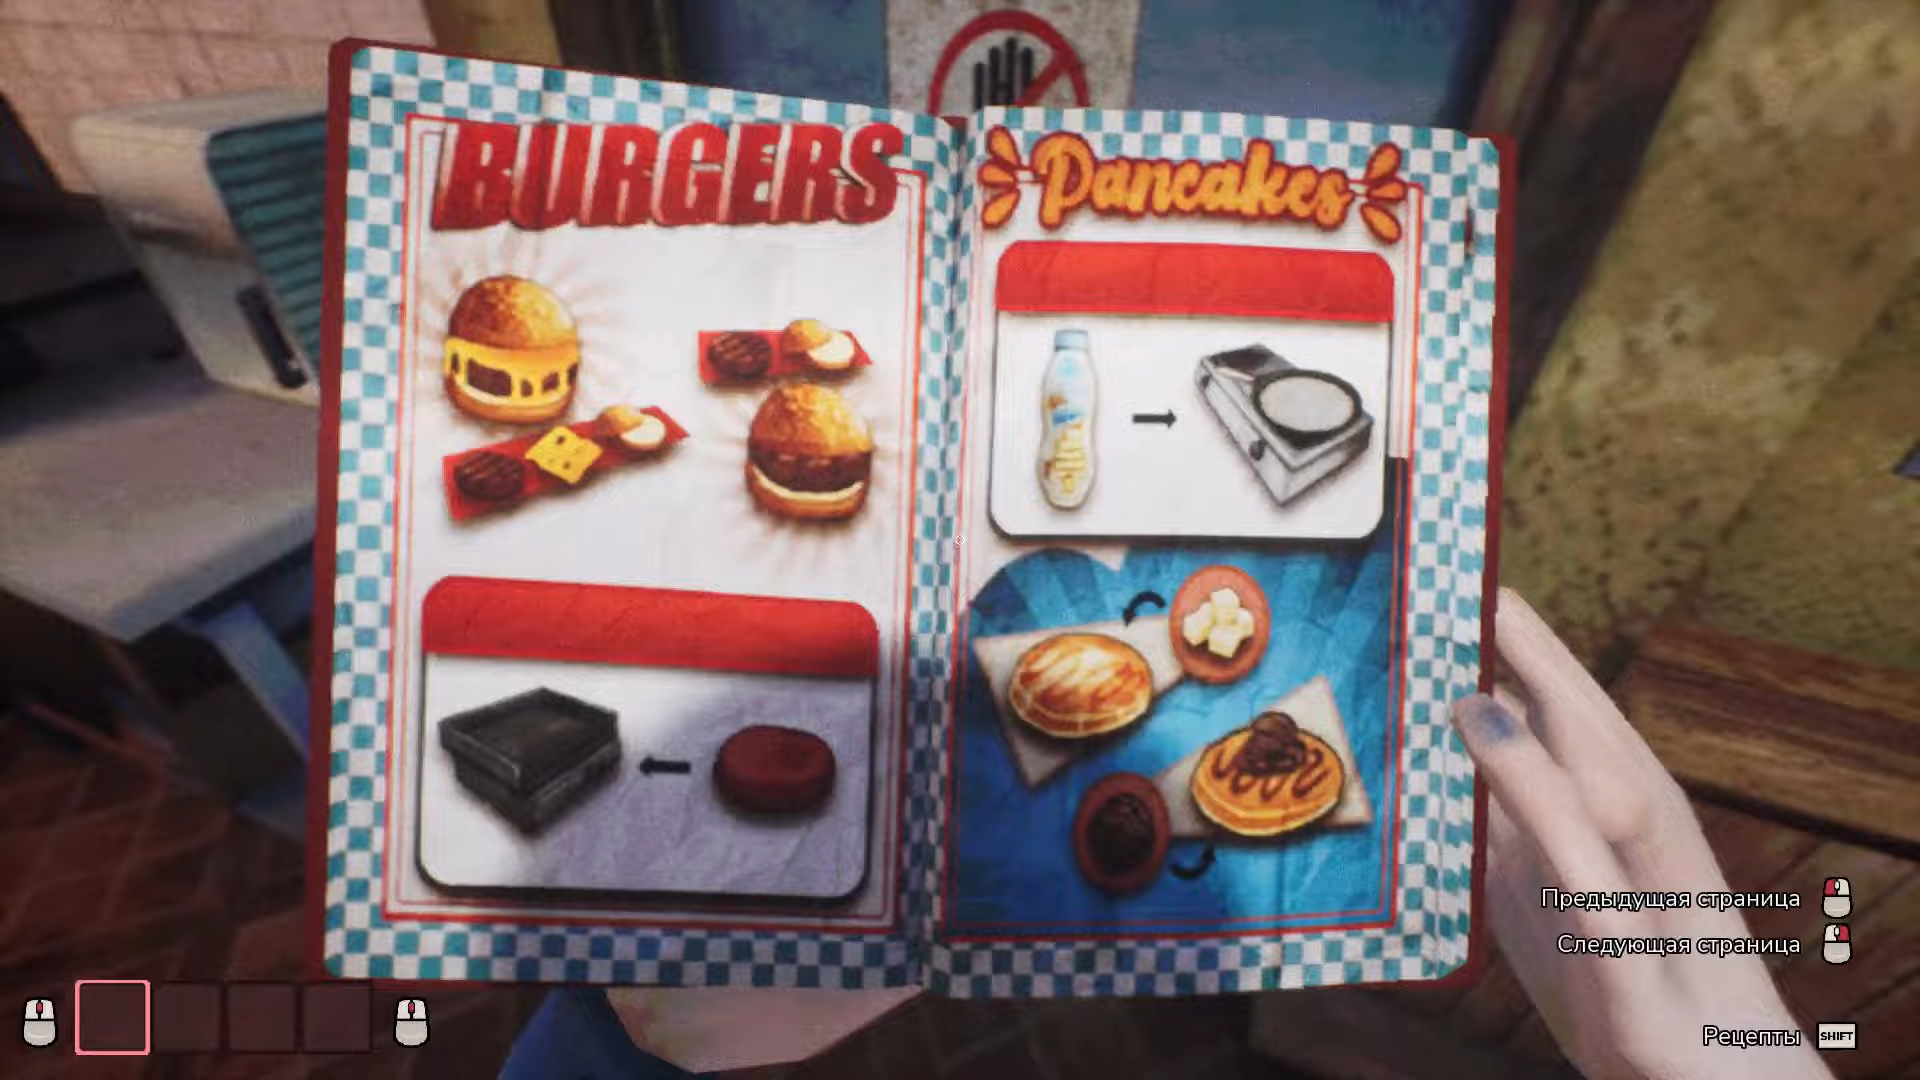 BURGERS
Pancakes
Предыдущая страница
Следующая страница
Рецепты
SHIFT